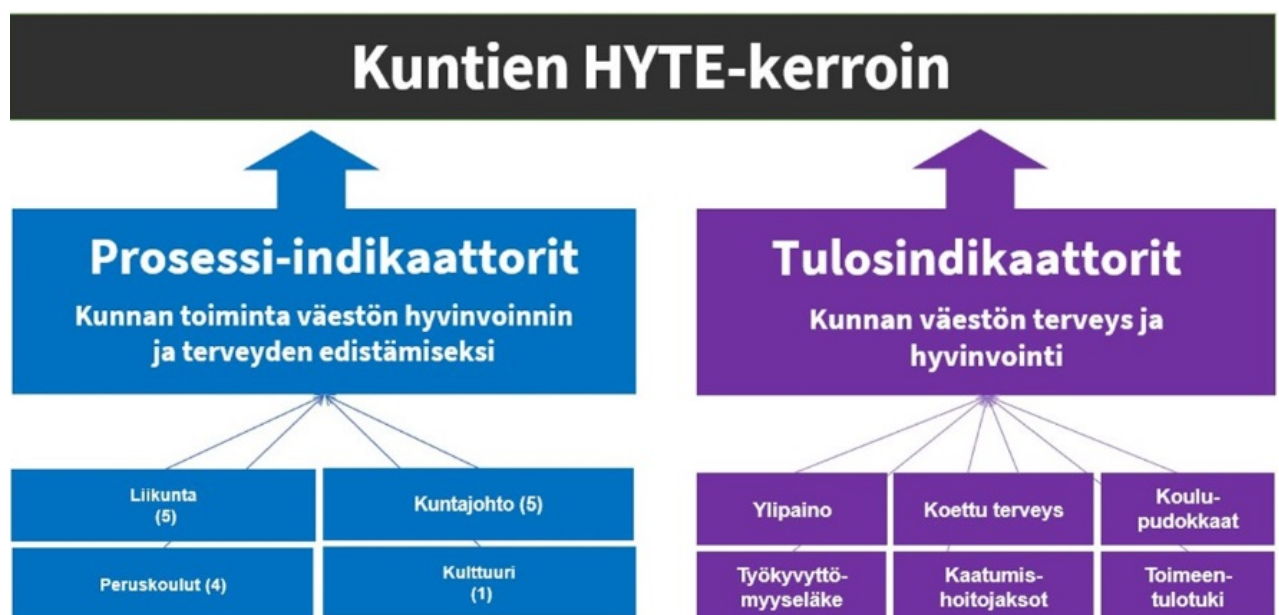 Kuntien HYTE-kerroin
Prosessi-indikaattorit
Kunnan toiminta väestön hyvinvoinnin
ja terveyden edistämiseksi
Liikunta
(5)
Kuntajohto (5)
Peruskoulut (4)
Kulttuuri
(1)
Tulosindikaattorit
Kunnan väestön terveys ja
hyvinvointi
Ylipaino
Koettu terveys
Koulu-
pudokkaat
Työkyvyttö-
myyseläke
Kaatumis-
hoitojaksot
Toimeen-
tulotuki